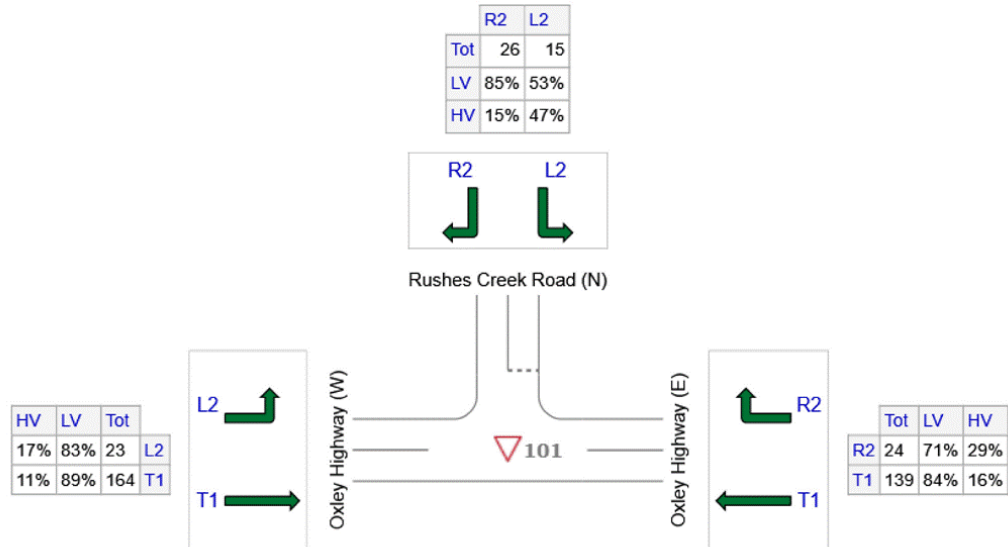 R2 L2
Tot 26 15
LV 85% 53%
HV 15% 47%
R2 L2
Rushes Creek Road (N)
L2
T1
HV LV Tot
17% 83% 23 L2
11% 89% 164 T1
Oxley Highway (W)
101
Oxley Highway (E)
R2
T1
Tot LV HV
R2 24 71% 29%
T1 139 84% 16%